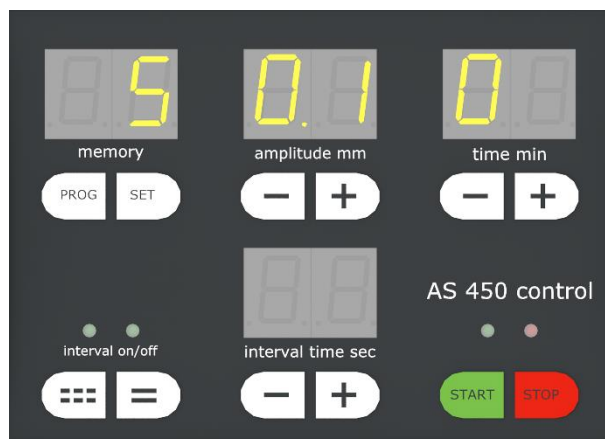 5 0.1 0
memory amplitude mm time min
PROG SET − + − +
AS 450 control
interval on/off interval time sec
− + START STOP